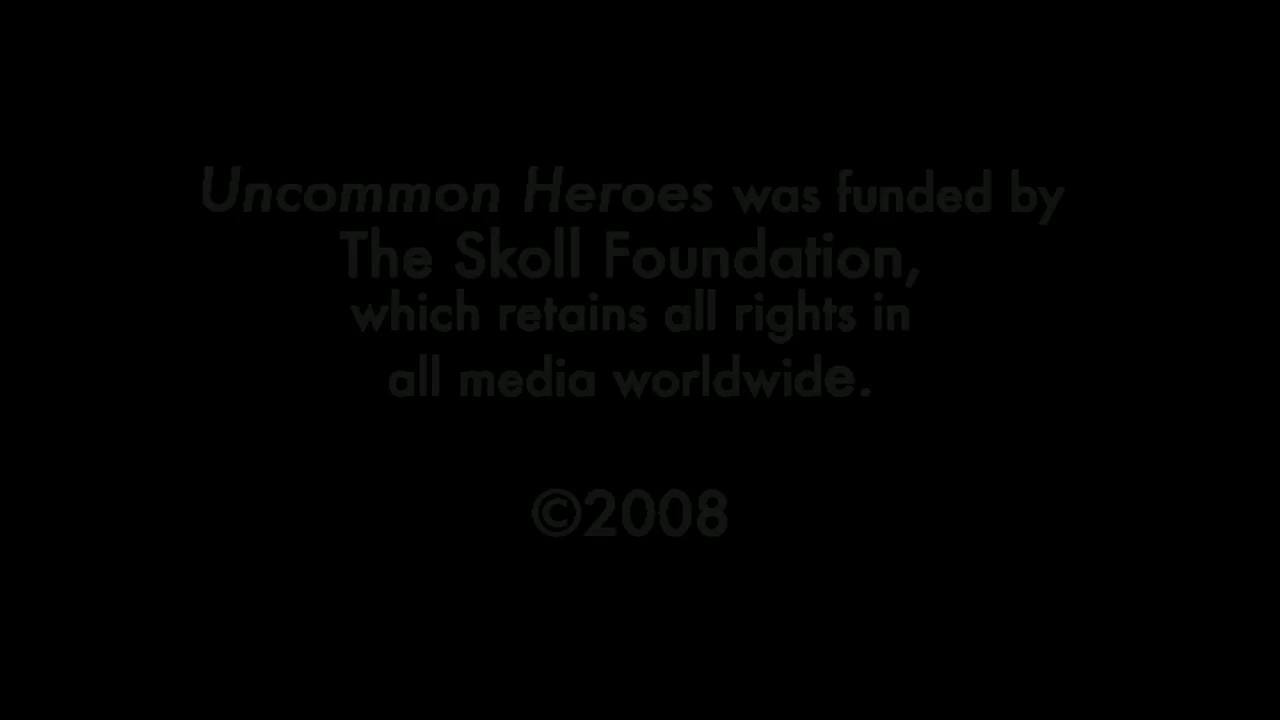 Uncommon Heroes was funded by
The Skoll Foundation,
which retains all rights in
all media worldwide.
©2008